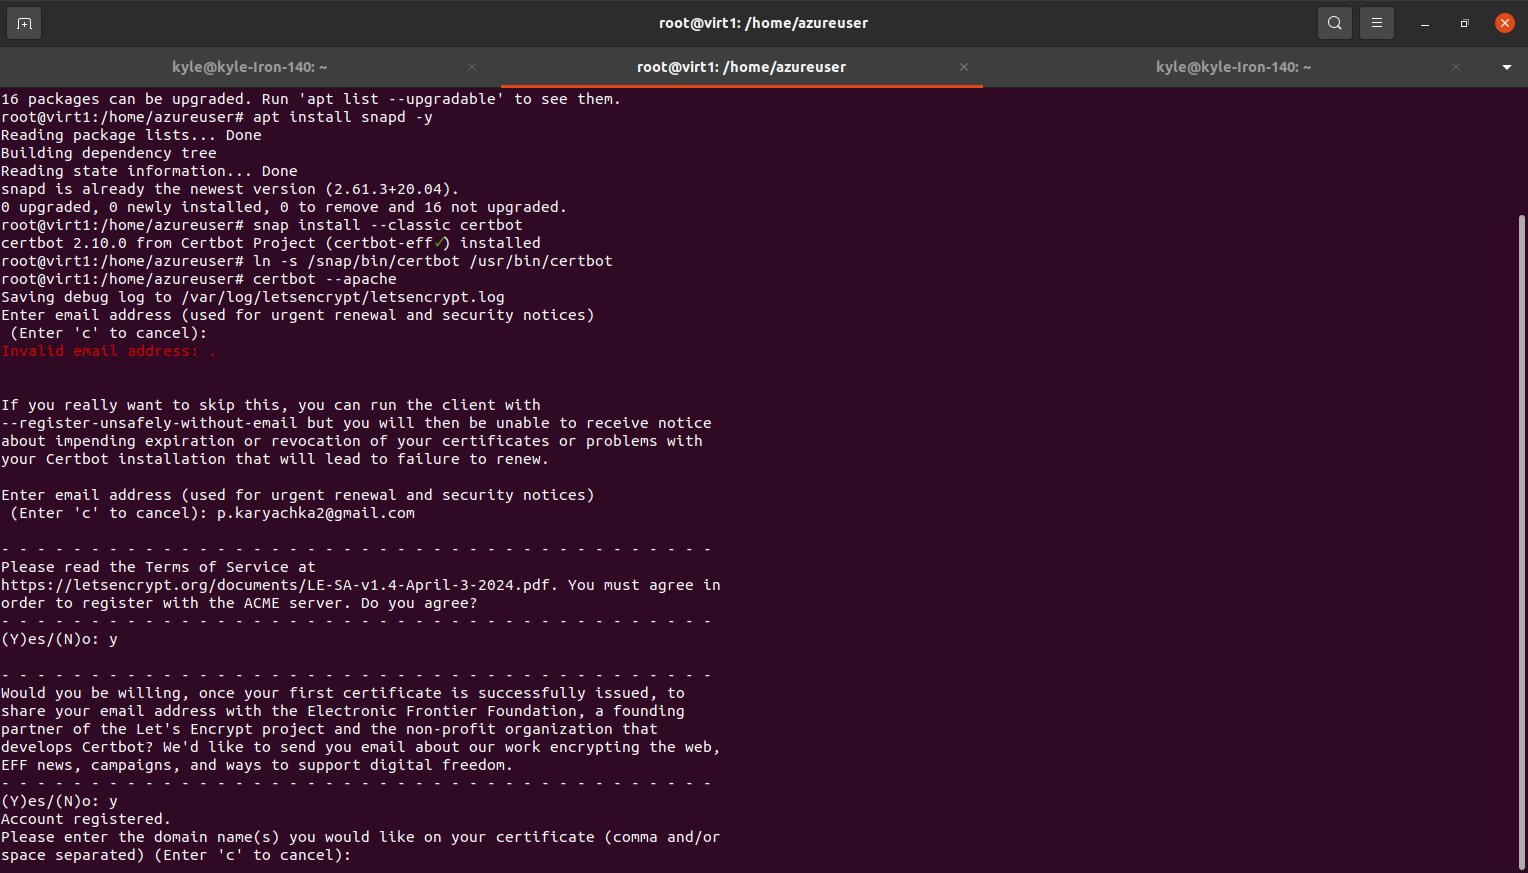 root@virt1: /home/azureuser
kyle@kyle-Iron-140: ~
root@virt1: /home/azureuser
kyle@kyle-Iron-140: ~
16 packages can be upgraded. Run 'apt list --upgradable' to see them.
root@virt1:/home/azureuser# apt install snapd -y
Reading package lists... Done
Building dependency tree
Reading state information... Done
snapd is already the newest version (2.61.3+20.04).
0 upgraded, 0 newly installed, 0 to remove and 16 not upgraded.
root@virt1:/home/azureuser# snap install --classic certbot
certbot 2.10.0 from Certbot Project (certbot-eff✓) installed
root@virt1:/home/azureuser# ln -s /snap/bin/certbot /usr/bin/certbot
root@virt1:/home/azureuser# certbot --apache
Saving debug log to /var/log/letsencrypt/letsencrypt.log
Enter email address (used for urgent renewal and security notices)
 (Enter 'c' to cancel):
Invalid email address: .
If you really want to skip this, you can run the client with
--register-unsafely-without-email but you will then be unable to receive notice
about impending expiration or revocation of your certificates or problems with
your Certbot installation that will lead to failure to renew.
Enter email address (used for urgent renewal and security notices)
 (Enter 'c' to cancel): p.karyachka2@gmail.com
- - - - - - - - - - - - - - - - - - - - - - - - - - - - - - - - - - - - - - - -
Please read the Terms of Service at
https://letsencrypt.org/documents/LE-SA-v1.4-April-3-2024.pdf. You must agree in
order to register with the ACME server. Do you agree?
- - - - - - - - - - - - - - - - - - - - - - - - - - - - - - - - - - - - - - - -
(Y)es/(N)o: y
- - - - - - - - - - - - - - - - - - - - - - - - - - - - - - - - - - - - - - - -
Would you be willing, once your first certificate is successfully issued, to
share your email address with the Electronic Frontier Foundation, a founding
partner of the Let's Encrypt project and the non-profit organization that
develops Certbot? We'd like to send you email about our work encrypting the web,
EFF news, campaigns, and ways to support digital freedom.
- - - - - - - - - - - - - - - - - - - - - - - - - - - - - - - - - - - - - - - -
(Y)es/(N)o: y
Account registered.
Please enter the domain name(s) you would like on your certificate (comma and/or
space separated) (Enter 'c' to cancel):